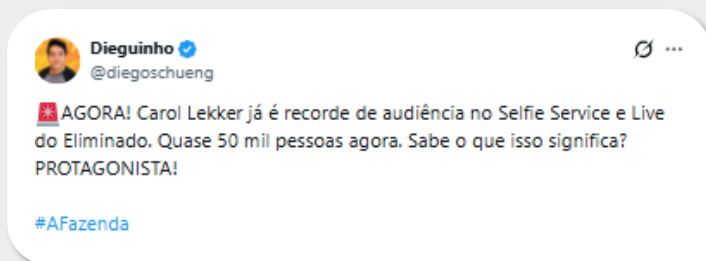 Dieguinho
@diegoschueng
🚨AGORA! Carol Lekker já é recorde de audiência no Selfie Service e Live
do Eliminado. Quase 50 mil pessoas agora. Sabe o que isso significa?
PROTAGONISTA!
#AFazenda